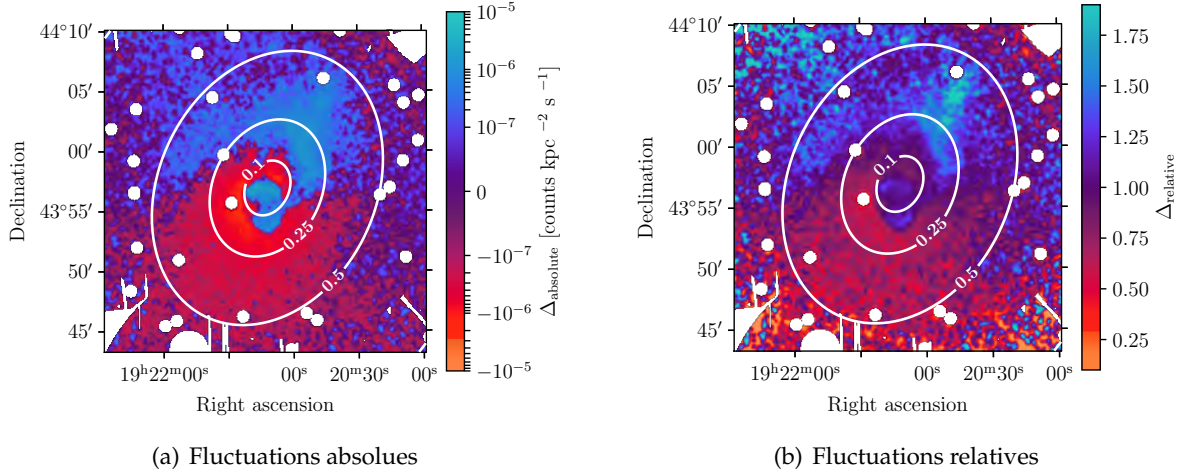 44°10′
05′
00′
43°55′
50′
45′
Declination
19ʰ22ᵐ00ˢ
00ˢ
20ᵐ30ˢ
00ˢ
Right ascension
0.1
0.25
0.5
10⁻⁵
10⁻⁶
10⁻⁷
0
−10⁻⁷
−10⁻⁶
−10⁻⁵
Δabsolute [counts kpc ⁻² s⁻¹]
(a) Fluctuations absolues
44°10′
05′
00′
43°55′
50′
45′
Declination
19ʰ22ᵐ00ˢ
00ˢ
20ᵐ30ˢ
00ˢ
Right ascension
0.1
0.25
0.5
1.75
1.50
1.25
1.00
0.75
0.50
0.25
Δrelative
(b) Fluctuations relatives